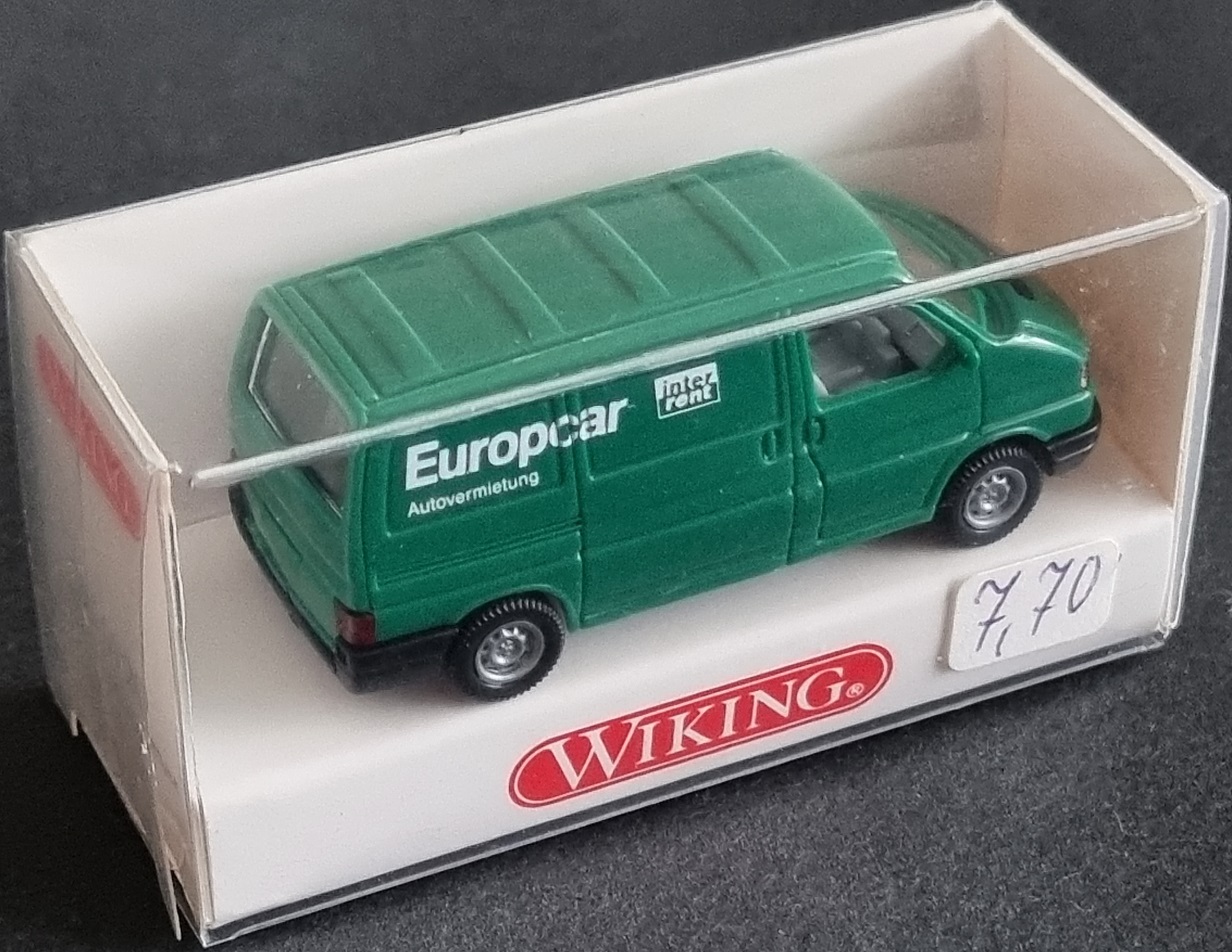 Europcar
Autovermietung
inter
rent
7,70
WIKING®